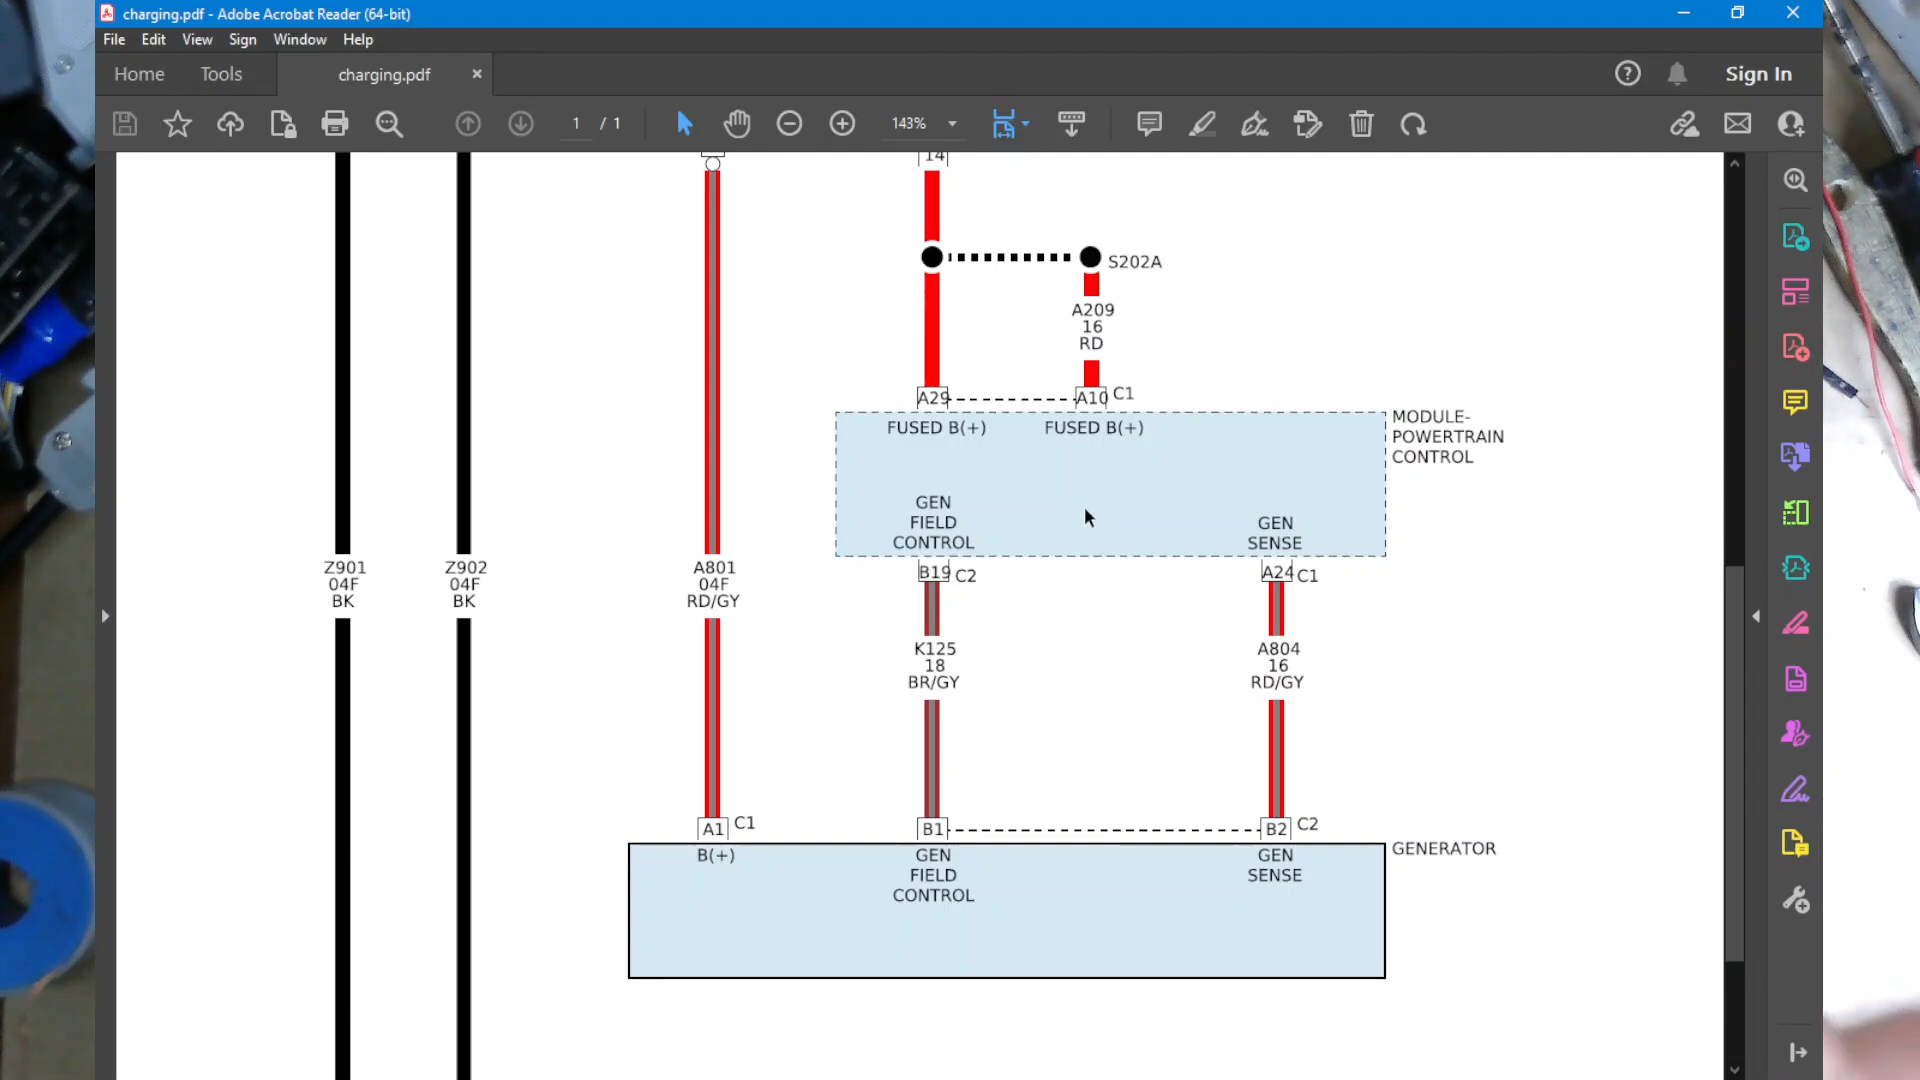 charging.pdf - Adobe Acrobat Reader (64-bit)
File Edit View Sign Window Help
Home Tools charging.pdf × Sign In
1 / 1 143%
14
S202A
A209
16
RD
A29 A10 C1
FUSED B(+) FUSED B(+)
MODULE-
POWERTRAIN
CONTROL
GEN
FIELD
CONTROL
GEN
SENSE
B19 C2
A24 C1
Z901
04F
BK
Z902
04F
BK
A801
04F
RD/GY
K125
18
BR/GY
A804
16
RD/GY
A1 C1
B1
B2 C2
B(+)
GEN
FIELD
CONTROL
GEN
SENSE
GENERATOR